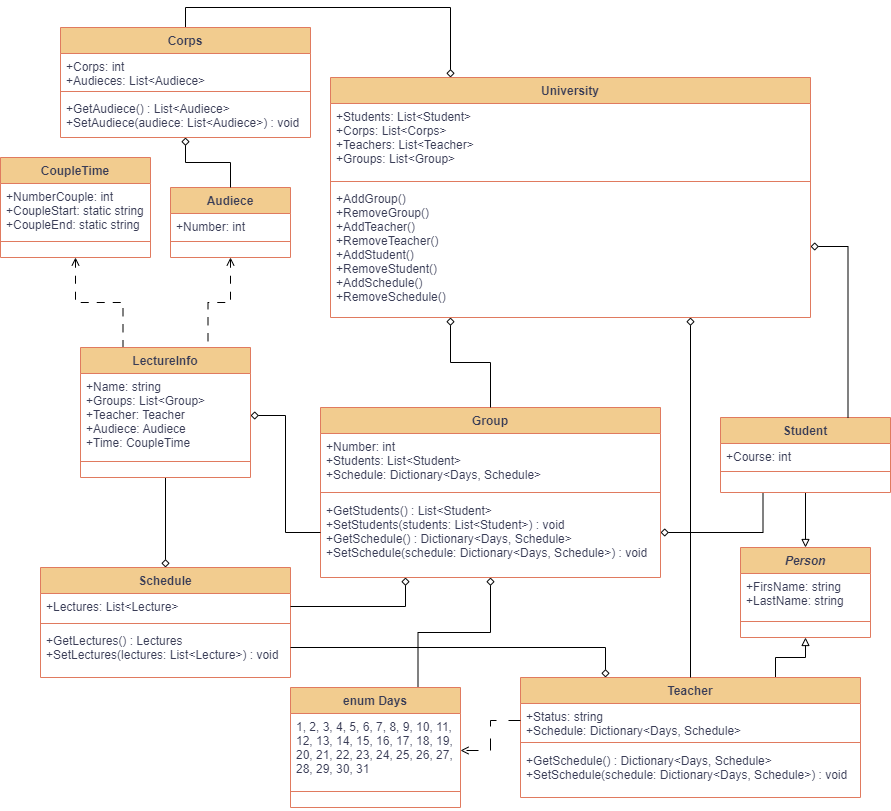 Corps
+Corps: int
+Audieces: List<Audiece>
+GetAudiece() : List<Audiece>
+SetAudiece(audiece: List<Audiece>) : void
University
+Students: List<Student>
+Corps: List<Corps>
+Teachers: List<Teacher>
+Groups: List<Group>
+AddGroup()
+RemoveGroup()
+AddTeacher()
+RemoveTeacher()
+AddStudent()
+RemoveStudent()
+AddSchedule()
+RemoveSchedule()
CoupleTime
+NumberCouple: int
+CoupleStart: static string
+CoupleEnd: static string
Audiece
+Number: int
LectureInfo
+Name: string
+Groups: List<Group>
+Teacher: Teacher
+Audiece: Audiece
+Time: CoupleTime
Group
+Number: int
+Students: List<Student>
+Schedule: Dictionary<Days, Schedule>
+GetStudents() : List<Student>
+SetStudents(students: List<Student>) : void
+GetSchedule() : Dictionary<Days, Schedule>
+SetSchedule(schedule: Dictionary<Days, Schedule>) : void
Student
+Course: int
Person
+FirsName: string
+LastName: string
Schedule
+Lectures: List<Lecture>
+GetLectures() : Lectures
+SetLectures(lectures: List<Lecture>) : void
enum Days
1, 2, 3, 4, 5, 6, 7, 8, 9, 10, 11,
12, 13, 14, 15, 16, 17, 18, 19,
20, 21, 22, 23, 24, 25, 26, 27,
28, 29, 30, 31
Teacher
+Status: string
+Schedule: Dictionary<Days, Schedule>
+GetSchedule() : Dictionary<Days, Schedule>
+SetSchedule(schedule: Dictionary<Days, Schedule>) : void